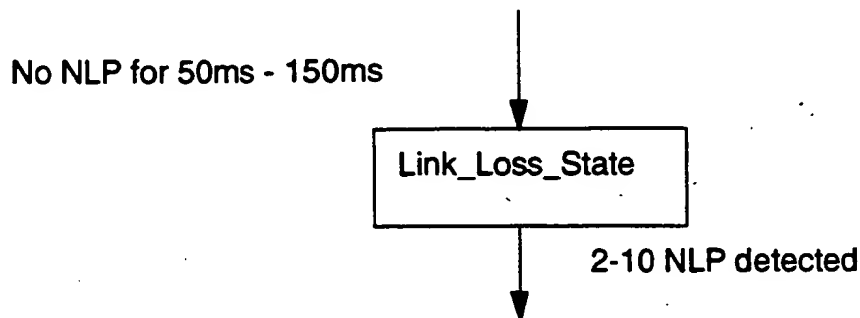 No NLP for 50ms - 150ms
Link_Loss_State
2-10 NLP detected